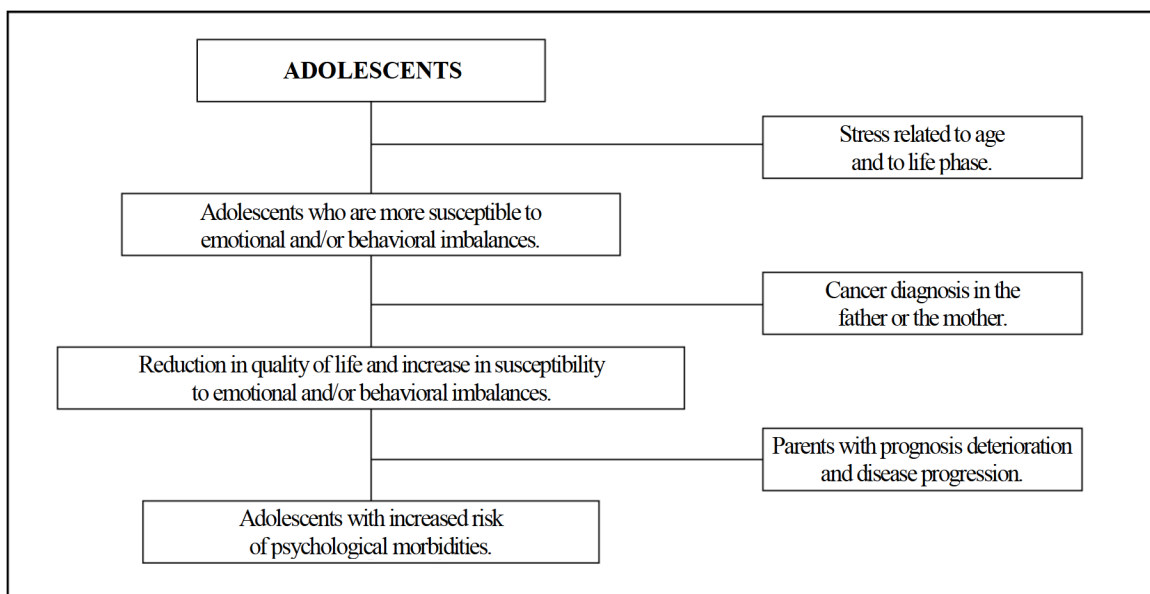 ADOLESCENTS
Stress related to age
and to life phase.
Adolescents who are more susceptible to
emotional and/or behavioral imbalances.
Cancer diagnosis in the
father or the mother.
Reduction in quality of life and increase in susceptibility
to emotional and/or behavioral imbalances.
Parents with prognosis deterioration
and disease progression.
Adolescents with increased risk
of psychological morbidities.